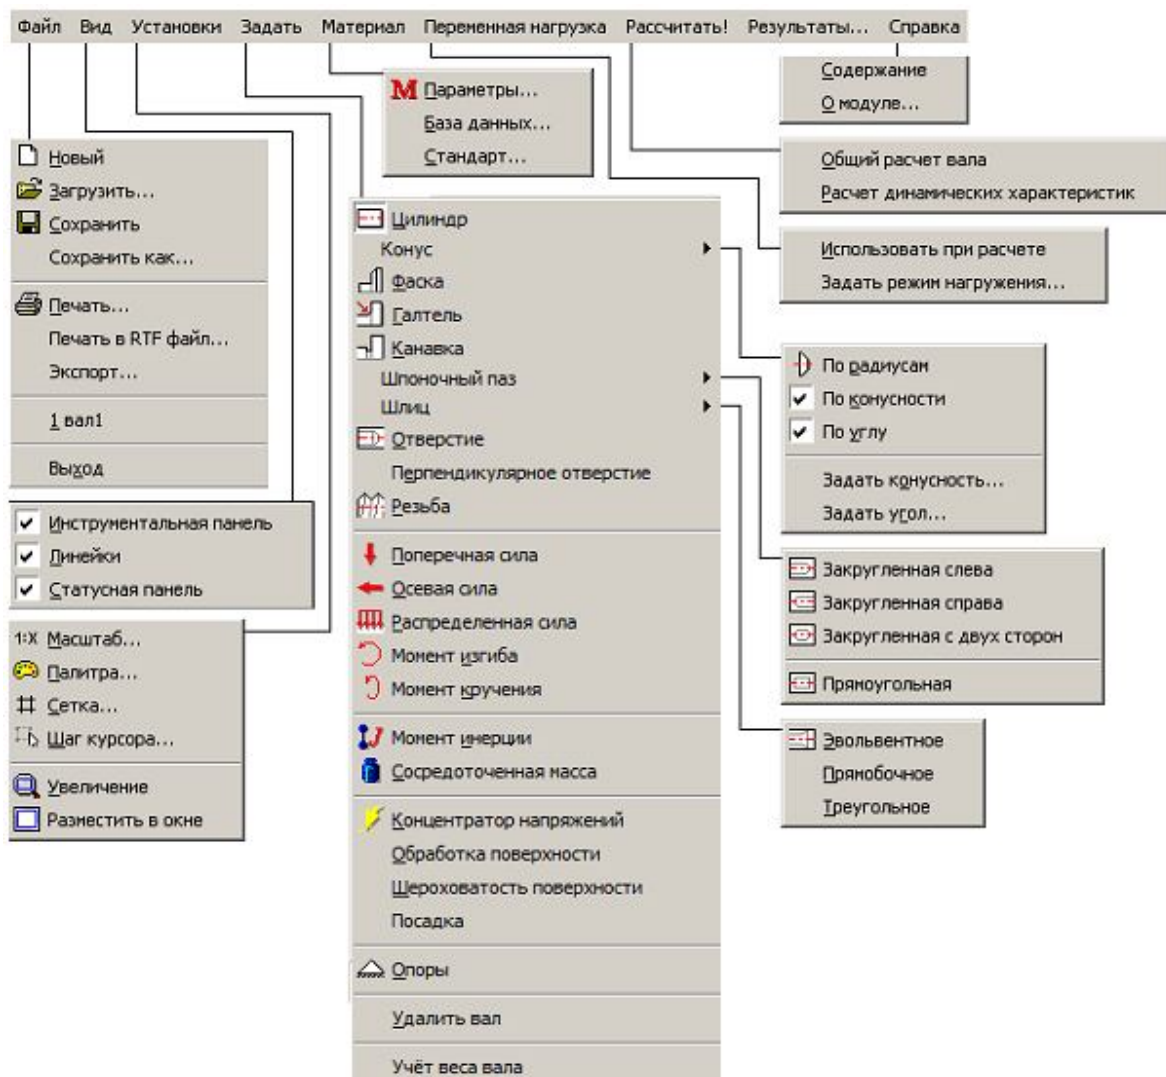 Файл Вид Установки Задать Материал Переменная нагрузка Рассчитать! Результаты... Справка
Содержание
О модуле...
М Параметры...
База данных...
Стандарт...
Общий расчет вала
Расчет динамических характеристик
Использовать при расчете
Задать режим нагружения...
Новый
Загрузить...
Сохранить
Сохранить как...
Печать...
Печать в RTF файл...
Экспорт...
1 вал1
Выход
Инструментальная панель
Линейки
Статусная панель
1:X Масштаб...
Палитра...
Сетка...
Шаг курсора...
Увеличение
Разместить в окне
Цилиндр
Конус
Фаска
Галтель
Канавка
Шпоночный паз
Шлиц
Отверстие
Перпендикулярное отверстие
Резьба
Поперечная сила
Осевая сила
Распределенная сила
Момент изгиба
Момент кручения
J Момент инерции
Сосредоточенная масса
Концентратор напряжений
Обработка поверхности
Шероховатость поверхности
Посадка
Опоры
Удалить вал
Учёт веса вала
По радиусам
По конусности
По углу
Задать конусность...
Задать угол...
Закругленная слева
Закругленная справа
Закругленная с двух сторон
Прямоугольная
Эвольвентное
Прямобочное
Треугольное